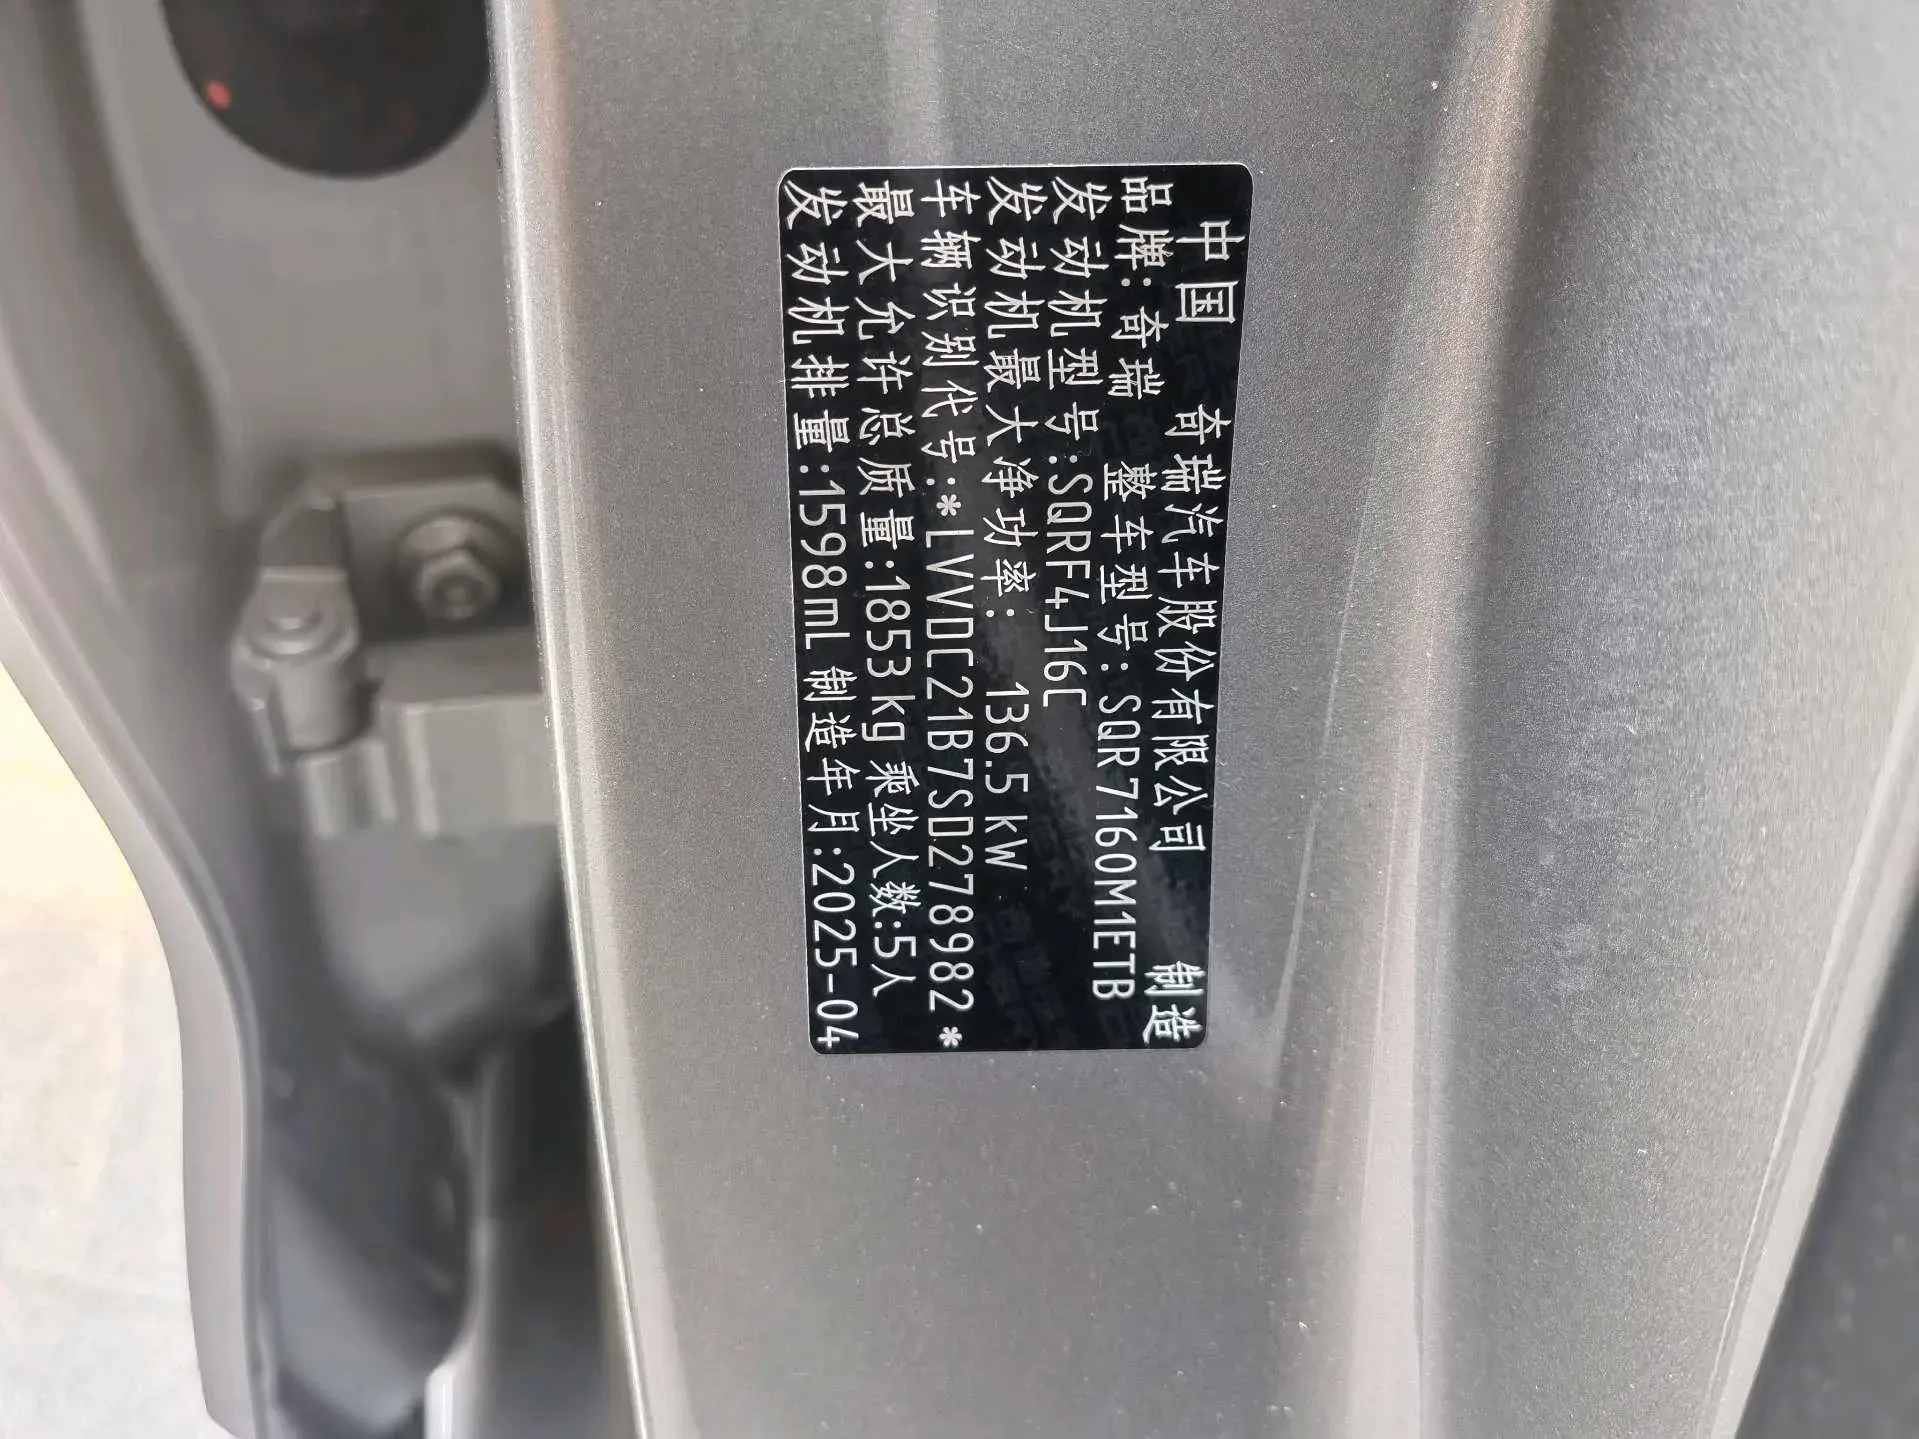 中国 奇瑞汽车股份有限公司 制造
品牌:奇瑞 整车型号:SQR7160M1ETB
发动机型号:SQRF4J16C
发动机最大净功率: 136.5 kW
车辆识别代号:*LVVDC21B7SD278982*
最大允许总质量:1853kg 乘坐人数:5人
发动机排量:1598mL 制造年月:2025-04